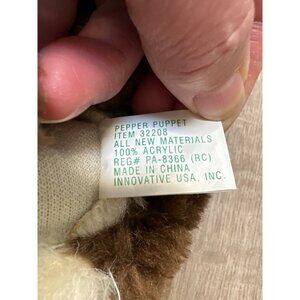 PEPPER PUPPET
ITEM 32208
ALL NEW MATERIALS
100% ACRYLIC
REG# PA-8366 (RC)
MADE IN CHINA
INNOVATIVE USA, INC.